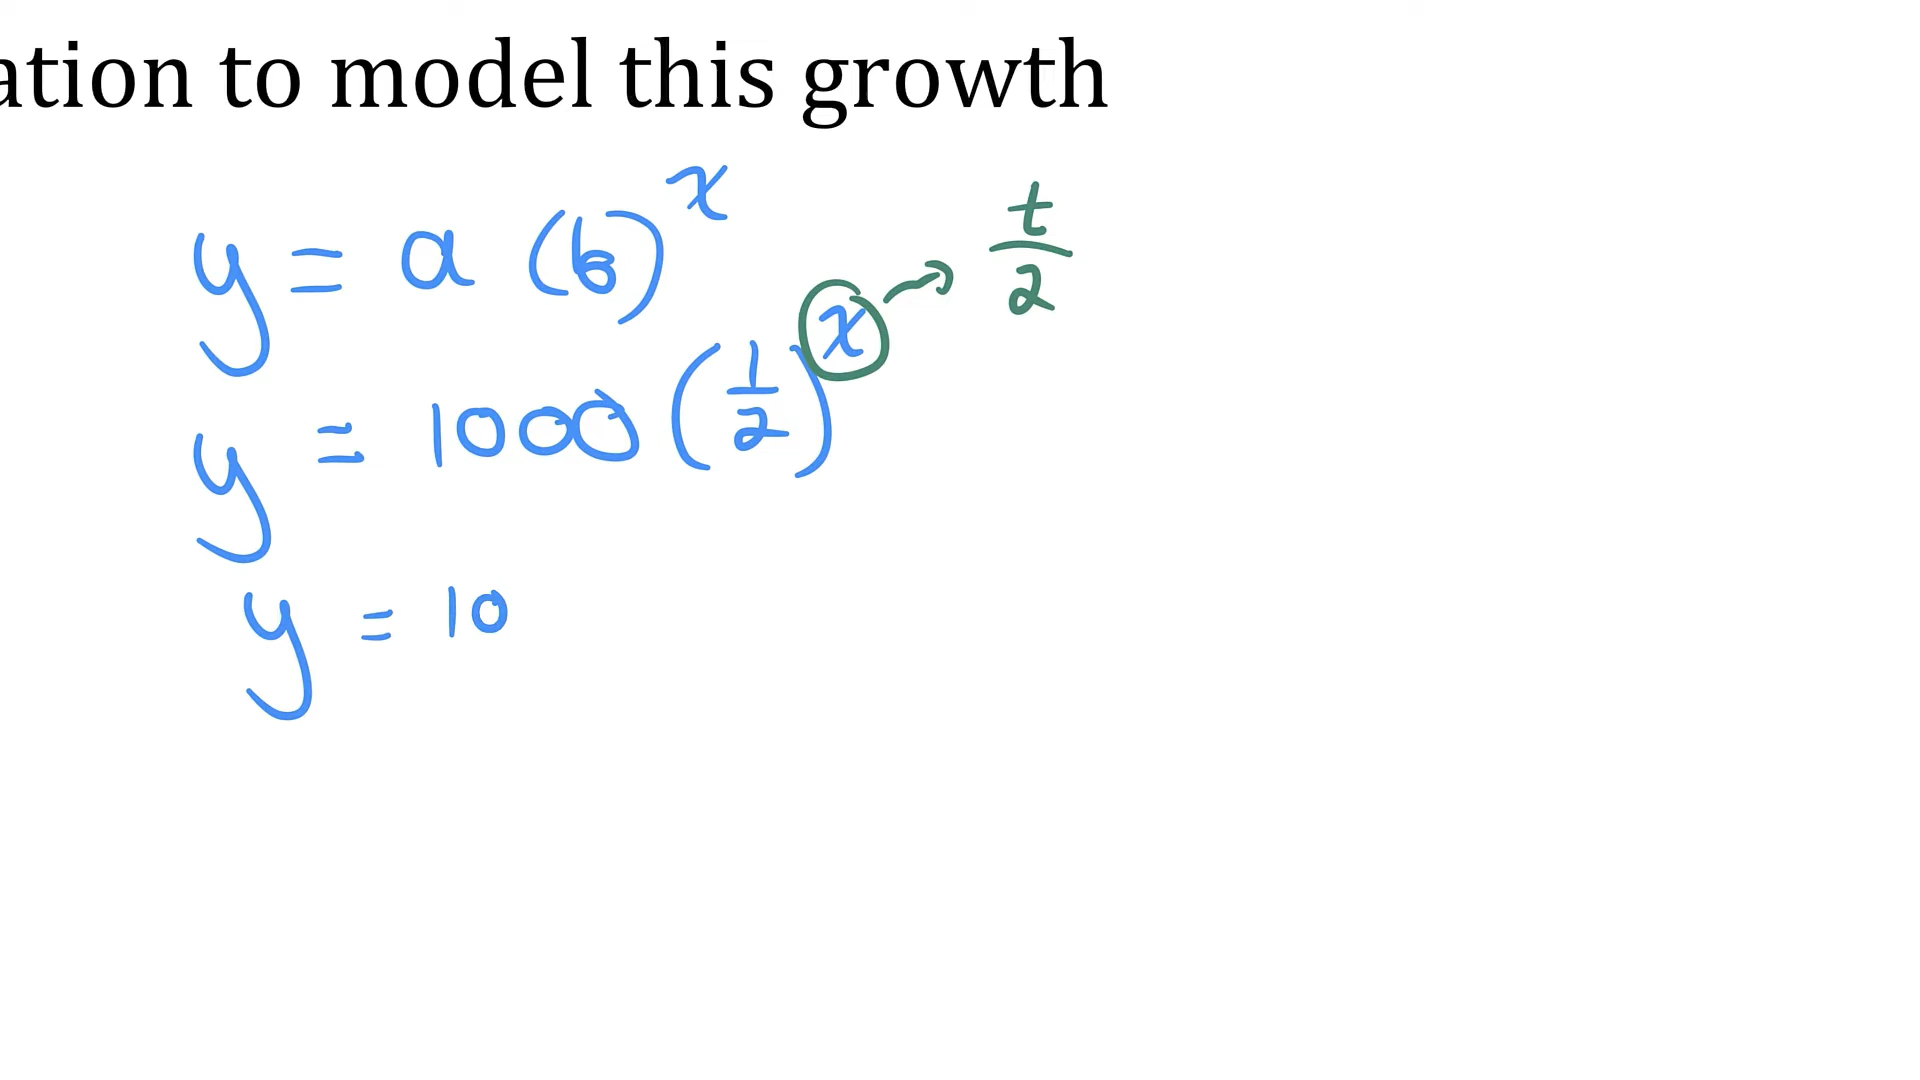 ation to model this growth
y = a (b)^x
y = 1000 (1/2)^x → t/2
y = 10